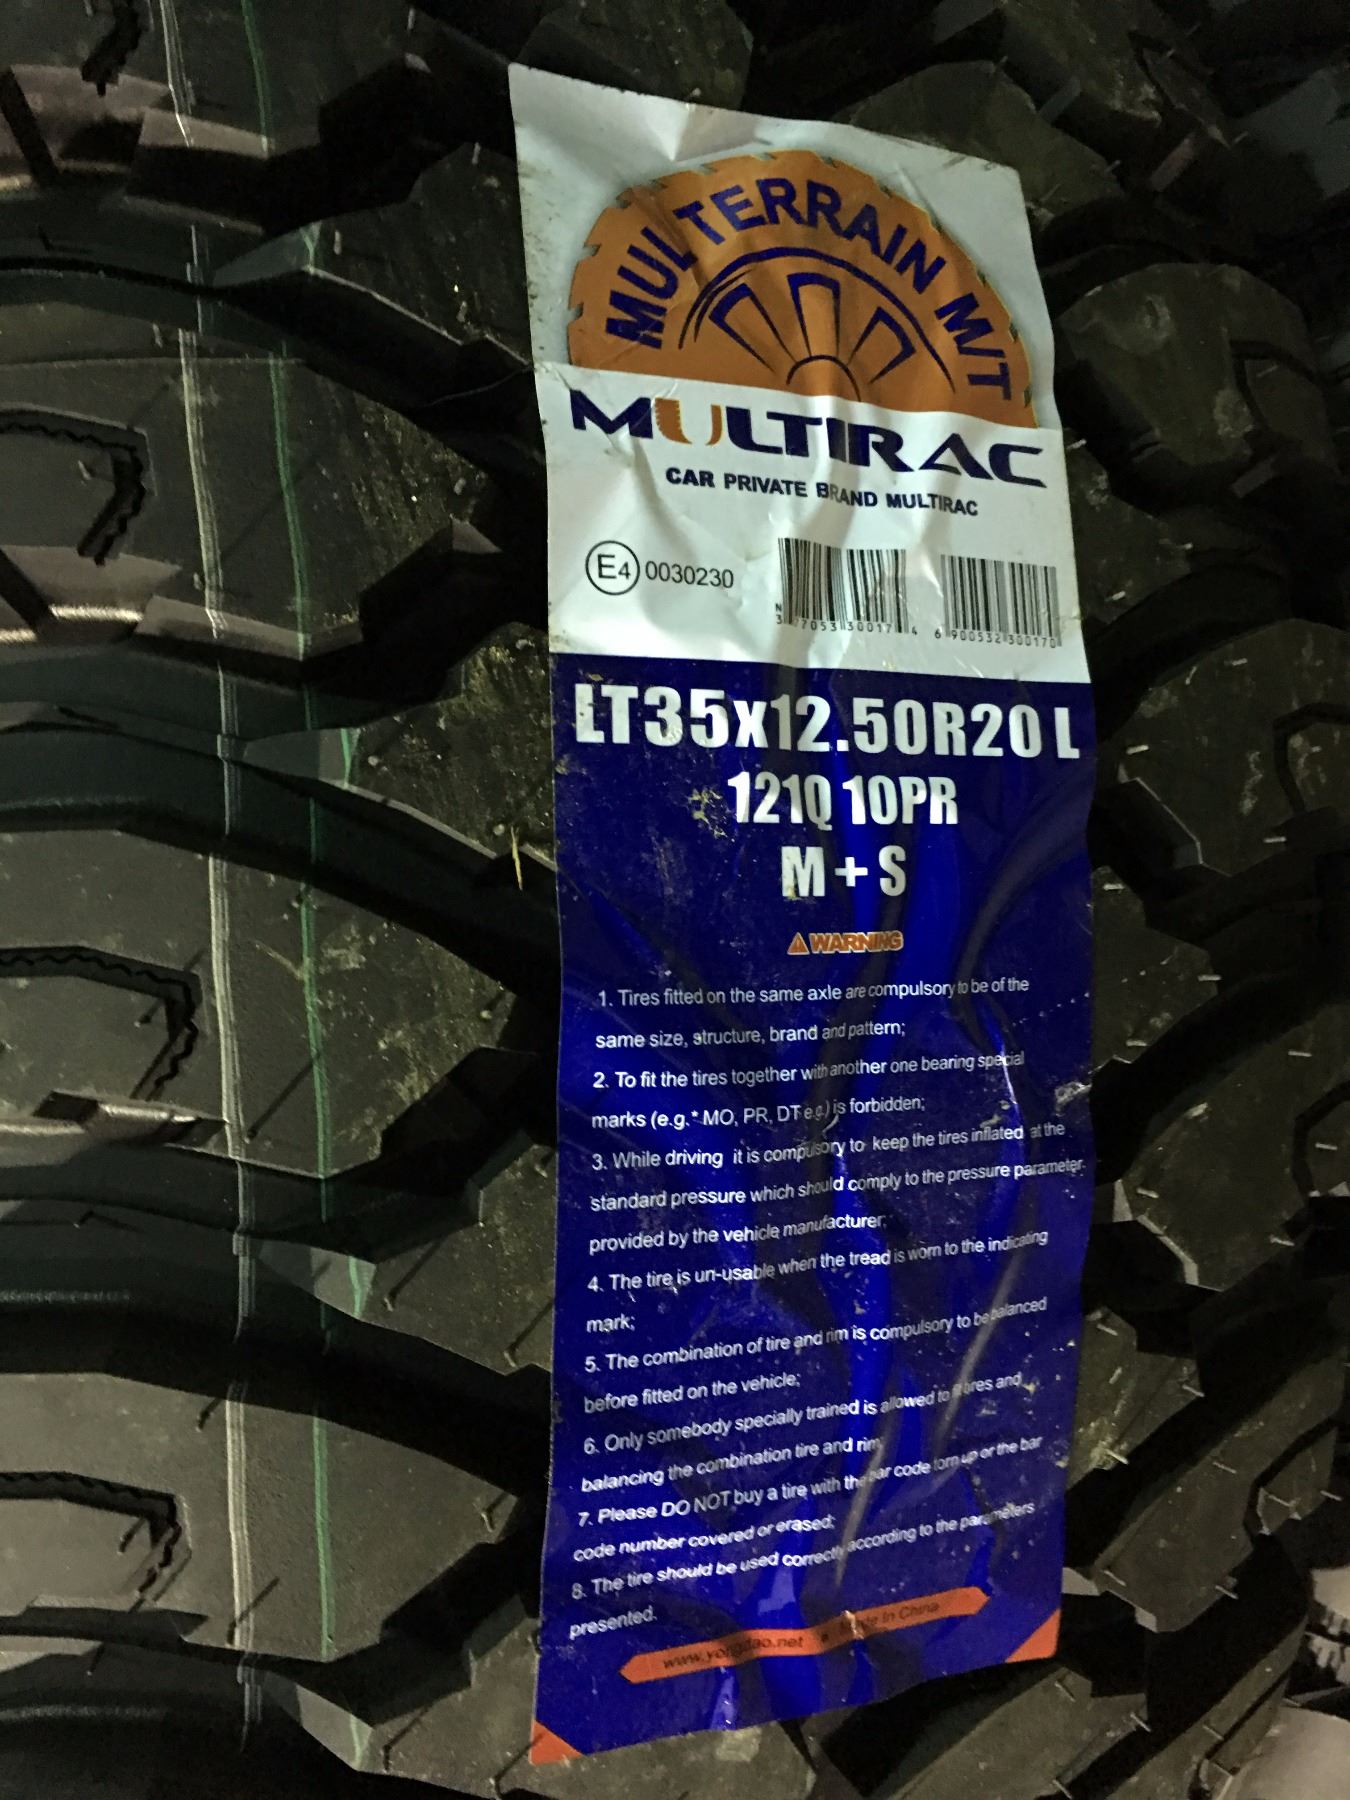 MULTERRAIN M/T
MULTIRAC
CAR PRIVATE BRAND MULTIRAC
E4 0030230
6 900532 300170
LT35x12.50R20 L
121Q 10PR
M + S
WARNING
1. Tires fitted on the same axle are compulsory to be of the
same size, structure, brand and pattern;
2. To fit the tires together with another one bearing special
marks (e.g.* MO, PR, DT e.g.) is forbidden;
3. While driving it is compulsory to keep the tires inflated at the
standard pressure which should comply to the pressure parameter
provided by the vehicle manufacturer;
4. The tire is un-usable when the tread is worn to the indicating
mark;
5. The combination of tire and rim is compulsory to be balanced
before fitted on the vehicle;
6. Only somebody specially trained is allowed to tires and
balancing the combination tire and rim;
7. Please DO NOT buy a tire with the bar code torn up or the bar
code number covered or erased;
8. The tire should be used correctly according to the parameters
presented.
Made In China